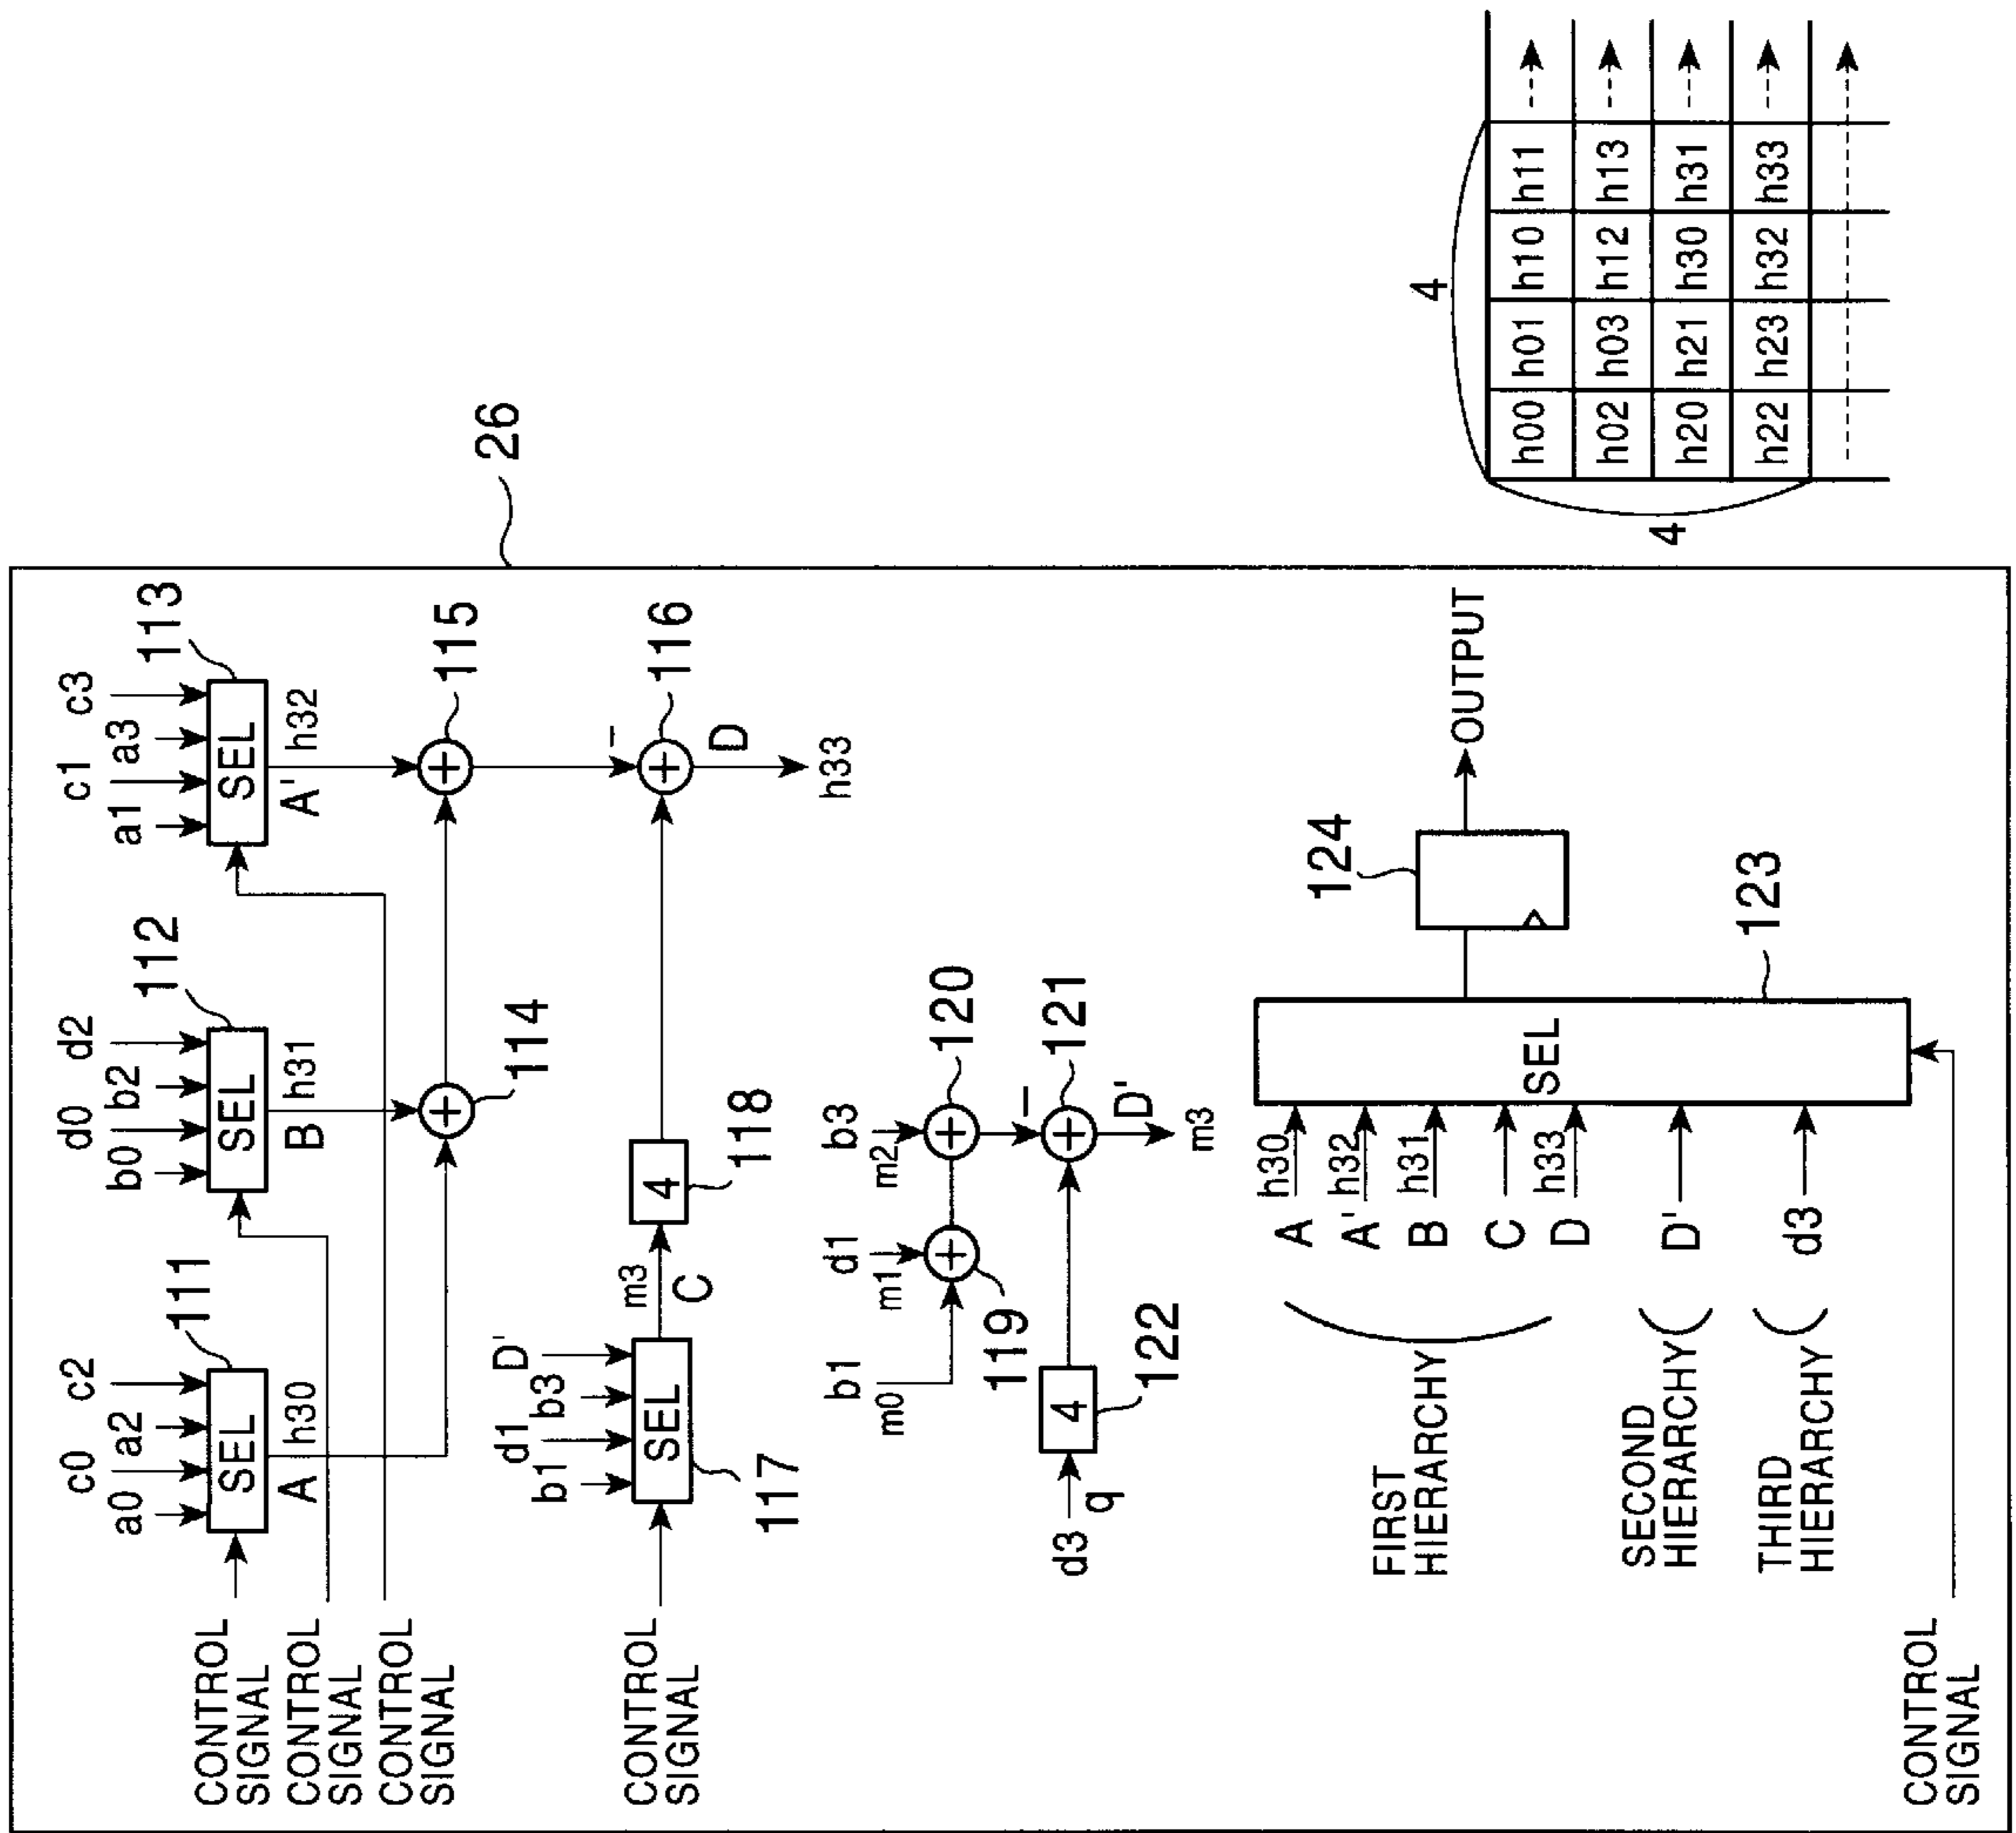 26
c0 c2
a0 a2
111
SEL
A h30
d0 d2
b0 b2
112
SEL
B h31
c1 c3
a1 a3
113
SEL
A' h32
CONTROL
SIGNAL
CONTROL
SIGNAL
CONTROL
SIGNAL
+
114
+
115
d1 D'
b1 b3
SEL
117
m3
C
4
118
-
+
116
D
h33
CONTROL
SIGNAL
b1
m0
d1
m1
+
119
b3
m2
+
120
-
+
121
D'
m3
d3
q
4
122
FIRST
HIERARCHY
A h30
A' h32
B h31
C
D h33
SECOND
HIERARCHY
D'
THIRD
HIERARCHY
d3
SEL
123
124
OUTPUT
CONTROL
SIGNAL
4
4
h00 h01 h10 h11
h02 h03 h12 h13
h20 h21 h30 h31
h22 h23 h32 h33